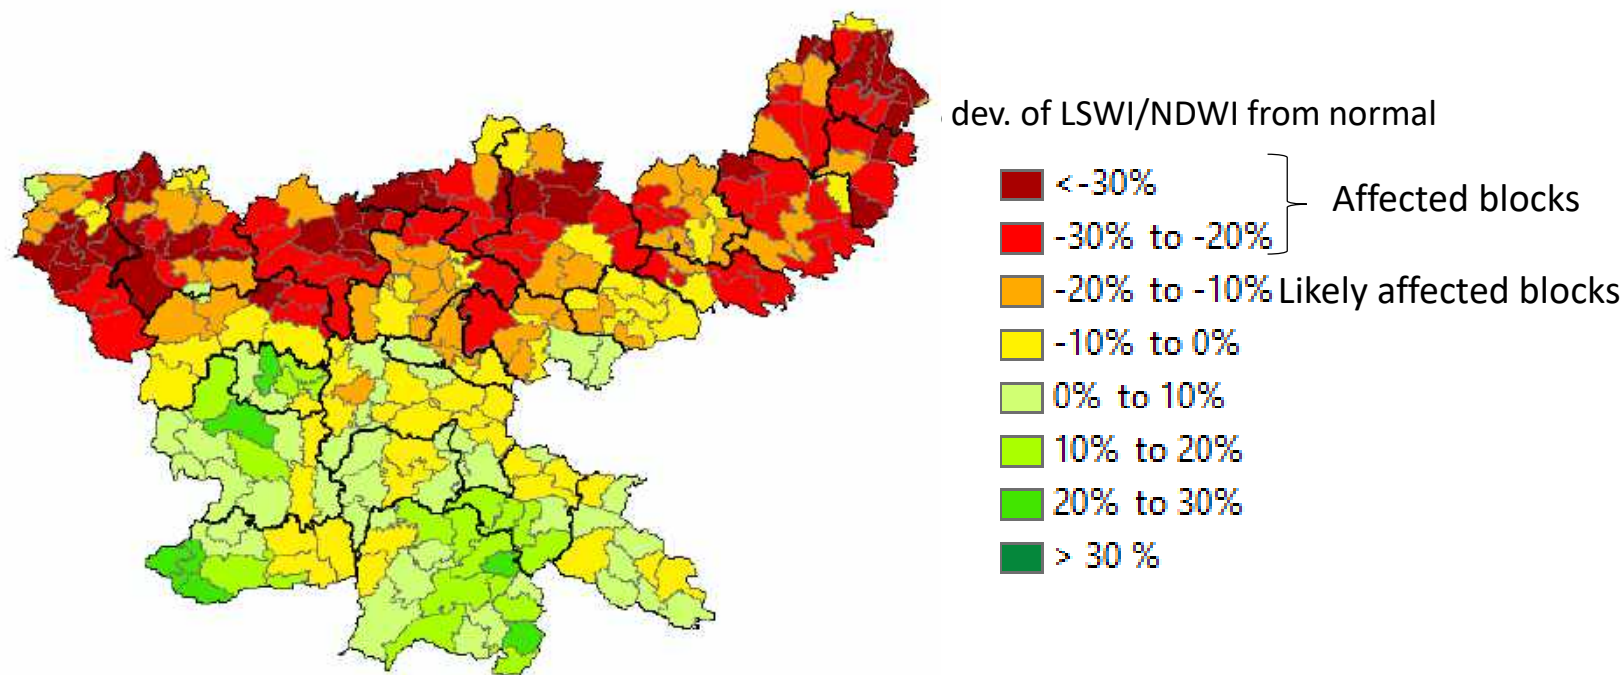 dev. of LSWI/NDWI from normal
<-30%
Affected blocks
-30% to -20%
-20% to -10% Likely affected blocks
-10% to 0%
0% to 10%
10% to 20%
20% to 30%
> 30 %